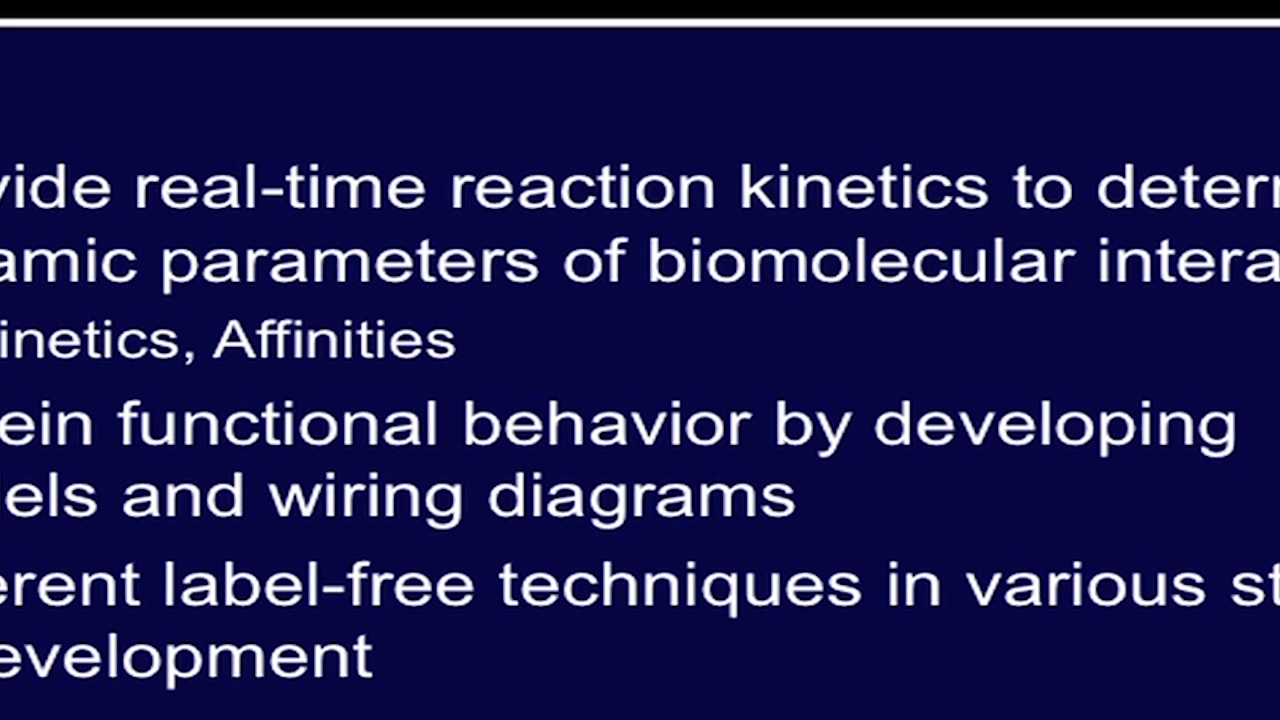 vide real-time reaction kinetics to deterr
amic parameters of biomolecular intera
inetics, Affinities
ein functional behavior by developing
els and wiring diagrams
erent label-free techniques in various st
evelopment